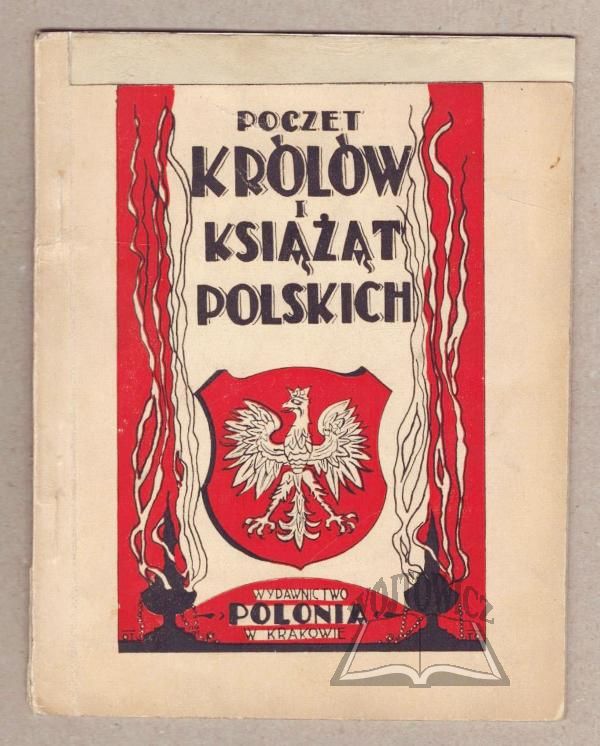 POCZET
KRÓLÓW
I
KSIĄŻĄT
POLSKICH
WYDAWNICTWO
POLONIA
W KRAKOWIE